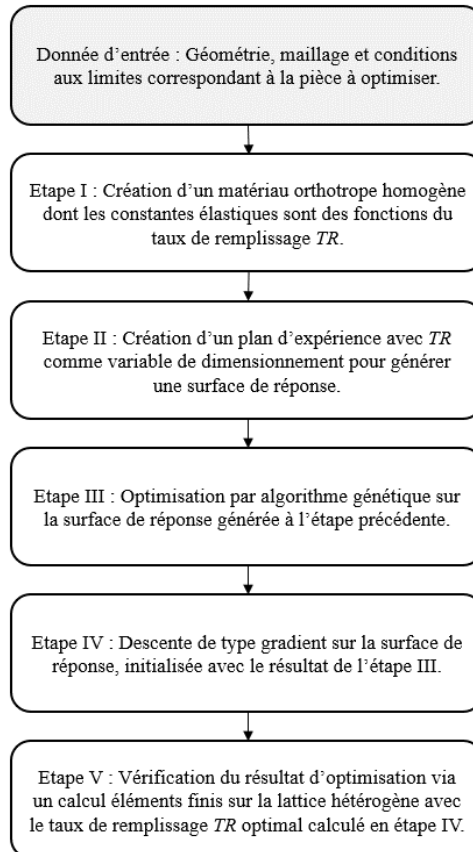 Donnée d’entrée : Géométrie, maillage et conditions
aux limites correspondant à la pièce à optimiser.
Etape I : Création d’un matériau orthotrope homogène
dont les constantes élastiques sont des fonctions du
taux de remplissage TR.
Etape II : Création d’un plan d’expérience avec TR
comme variable de dimensionnement pour générer
une surface de réponse.
Etape III : Optimisation par algorithme génétique sur
la surface de réponse générée à l’étape précédente.
Etape IV : Descente de type gradient sur la surface de
réponse, initialisée avec le résultat de l’étape III.
Etape V : Vérification du résultat d’optimisation via
un calcul éléments finis sur la lattice hétérogène avec
le taux de remplissage TR optimal calculé en étape IV.